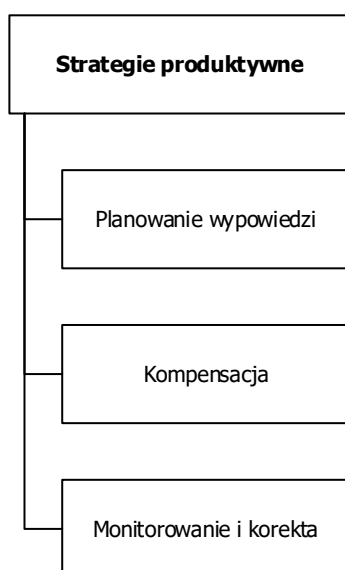 Strategie produktywne
Planowanie wypowiedzi
Kompensacja
Monitorowanie i korekta